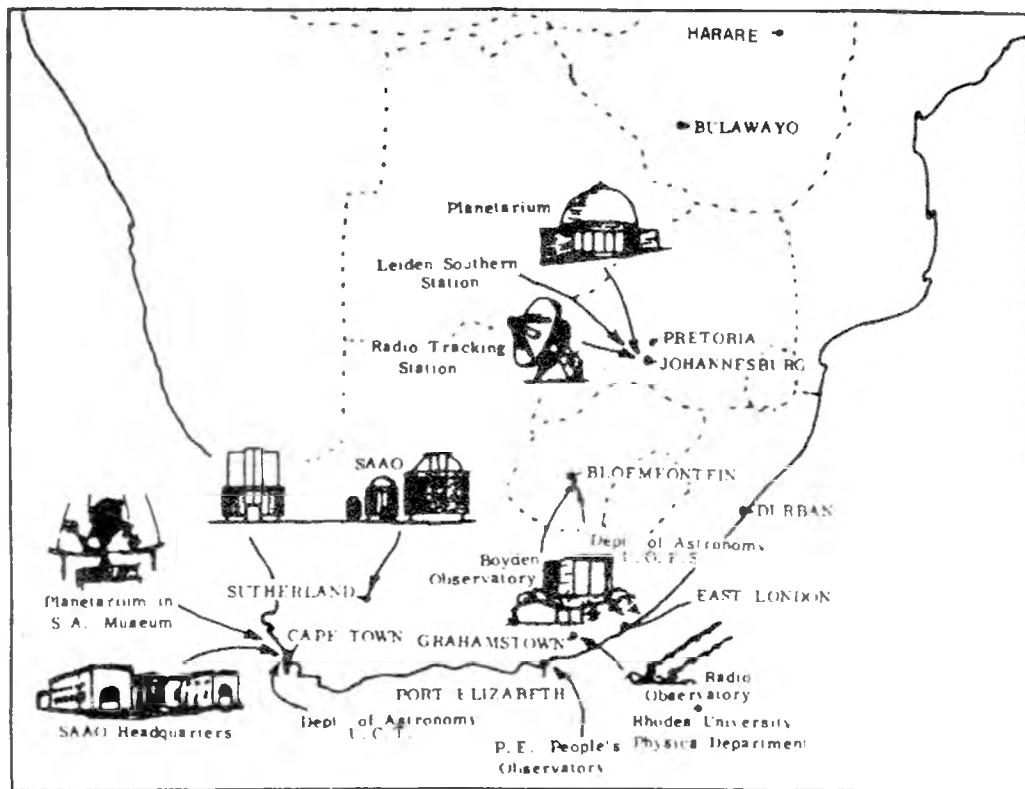 HARARE
BULAWAYO
Planetarium
Leiden Southern
Station
Radio Tracking
Station
PRETORIA
JOHANNESBURG
SAAO
BLOEMFONTEIN
DURBAN
Dept. of Astronomy
U.O.F.S
Boyden
Observatory
SUTHERLAND
EAST LONDON
Planetarium in
S.A. Museum
CAPE TOWN
GRAHAMSTOWN
PORT ELIZABETH
Radio
Observatory
SAAO Headquarters
Dept. of Astronomy
U.C.T.
Rhodes University
Physics Department
P.E. People's
Observatory